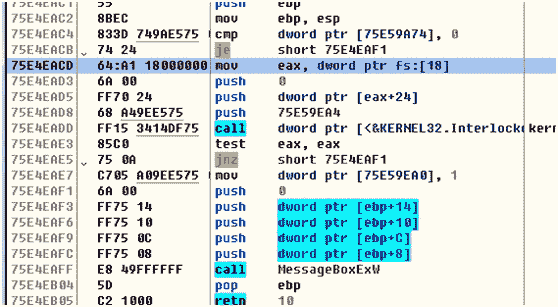 75E4EAC1 55 push ebp
75E4EAC2 8BEC mov ebp, esp
75E4EAC4 833D 749AE575 cmp dword ptr [75E59A74], 0
75E4EACB 74 24 je short 75E4EAF1
75E4EACD 64:A1 18000000 mov eax, dword ptr fs:[18]
75E4EAD3 6A 00 push 0
75E4EAD5 FF70 24 push dword ptr [eax+24]
75E4EAD8 68 A49EE575 push 75E59EA4
75E4EADD FF15 3414DF75 call dword ptr [<&KERNEL32.Interlocker
75E4EAE3 85C0 test eax, eax
75E4EAE5 75 0A jnz short 75E4EAF1
75E4EAE7 C705 A09EE575 mov dword ptr [75E59EA0], 1
75E4EAF1 6A 00 push 0
75E4EAF3 FF75 14 push dword ptr [ebp+14]
75E4EAF6 FF75 10 push dword ptr [ebp+10]
75E4EAF9 FF75 0C push dword ptr [ebp+C]
75E4EAFC FF75 08 push dword ptr [ebp+8]
75E4EAFF E8 49FFFFFF call MessageBoxExW
75E4EB04 5D pop ebp
75E4EB05 C2 1000 retn 10